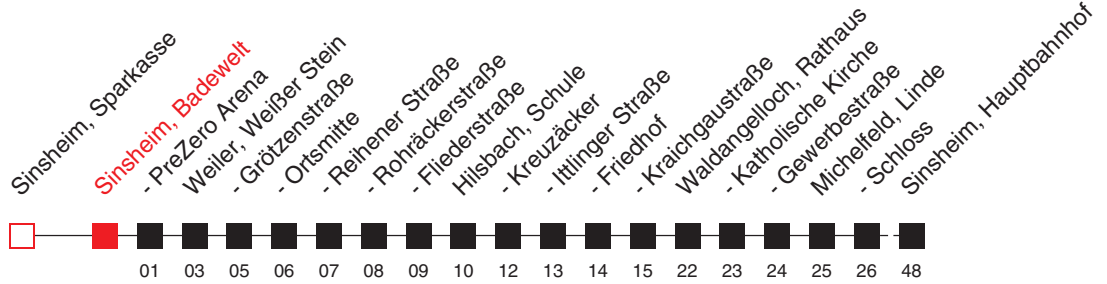 Sinsheim, Sparkasse
Sinsheim, Badewelt
- PreZero Arena
Weiler, Weißer Stein
- Grötzenstraße
- Ortsmitte
- Reihener Straße
- Rohräckerstraße
- Fliederstraße
Hilsbach, Schule
- Kreuzäcker
- Ittlinger Straße
- Friedhof
- Kraichgaustraße
Waldangelloch, Rathaus
- Katholische Kirche
- Gewerbestraße
Michelfeld, Linde
- Schloss
Sinsheim, Hauptbahnhof
01 03 05 06 07 08 09 10 12 13 14 15 22 23 24 25 26 48